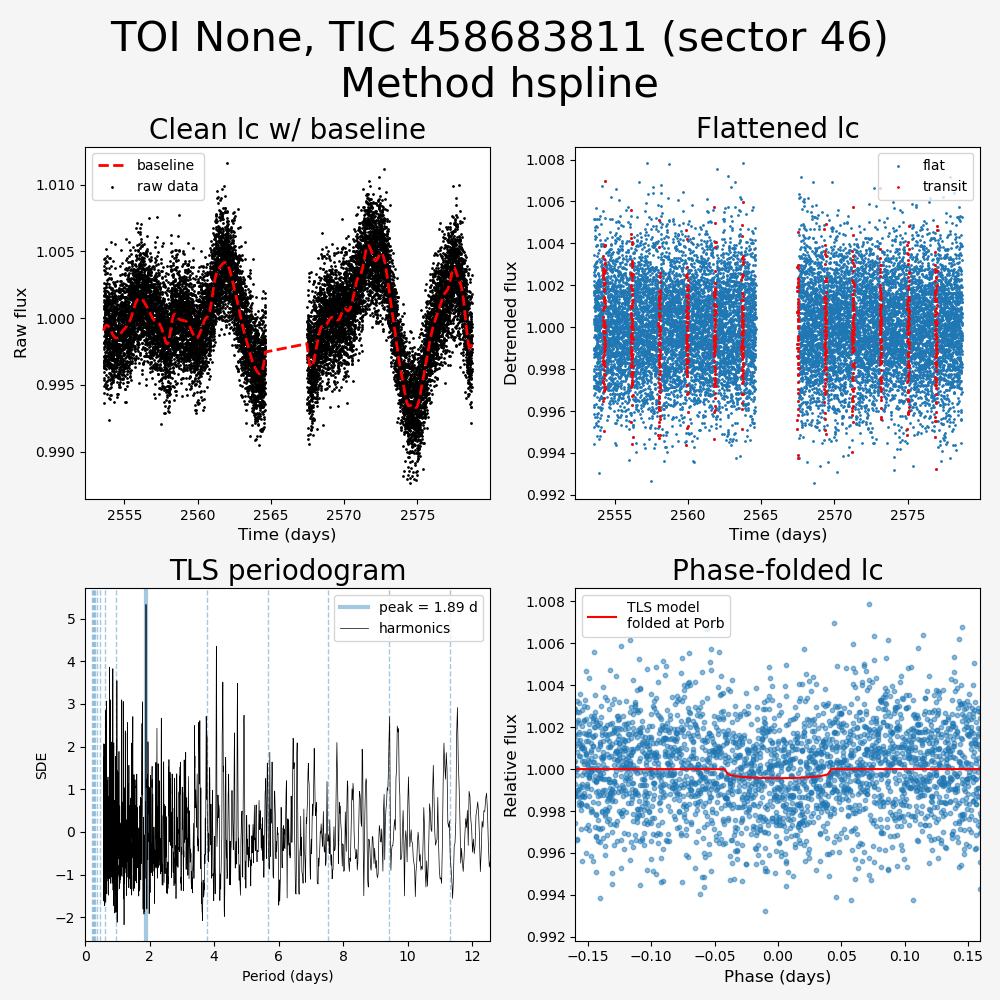 TOI None, TIC 458683811 (sector 46)
Method hspline
Clean lc w/ baseline
Flattened lc
baseline
raw data
flat
transit
1.010
1.005
1.000
0.995
0.990
Raw flux
2555 2560 2565 2570 2575
Time (days)
1.008
1.006
1.004
1.002
1.000
0.998
0.996
0.994
0.992
Detrended flux
2555 2560 2565 2570 2575
Time (days)
TLS periodogram
Phase-folded lc
peak = 1.89 d
harmonics
TLS model
folded at Porb
5
4
3
2
1
0
−1
−2
SDE
0 2 4 6 8 10 12
Period (days)
1.008
1.006
1.004
1.002
1.000
0.998
0.996
0.994
0.992
Relative flux
−0.15 −0.10 −0.05 0.00 0.05 0.10 0.15
Phase (days)